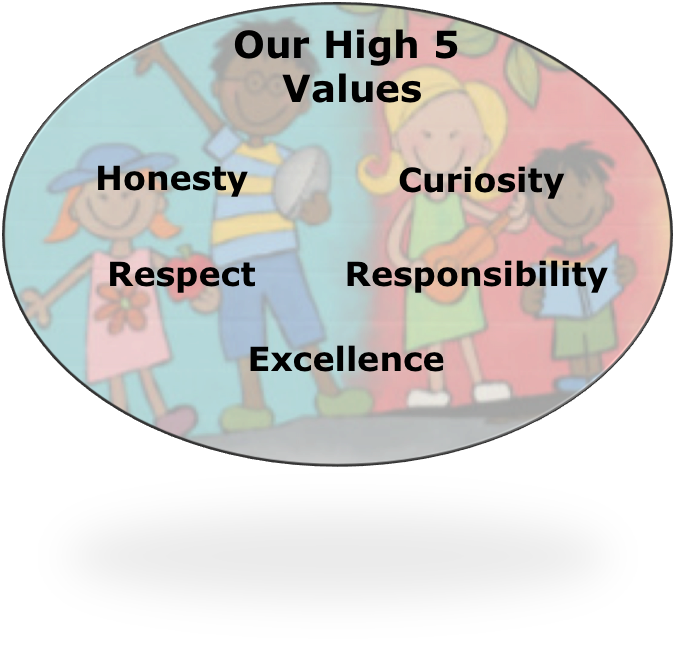 Our High 5
Values
Honesty
Curiosity
Respect
Responsibility
Excellence